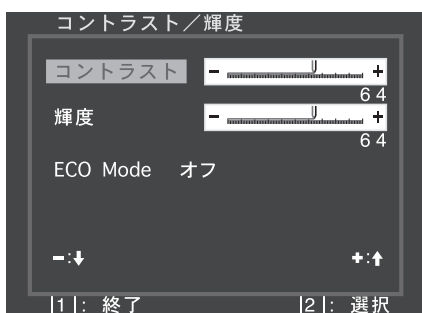 コントラスト／輝度
コントラスト - +
64
輝度 - +
64
ECO Mode オフ
-:↓ +:↑
|1|: 終了 |2|: 選択